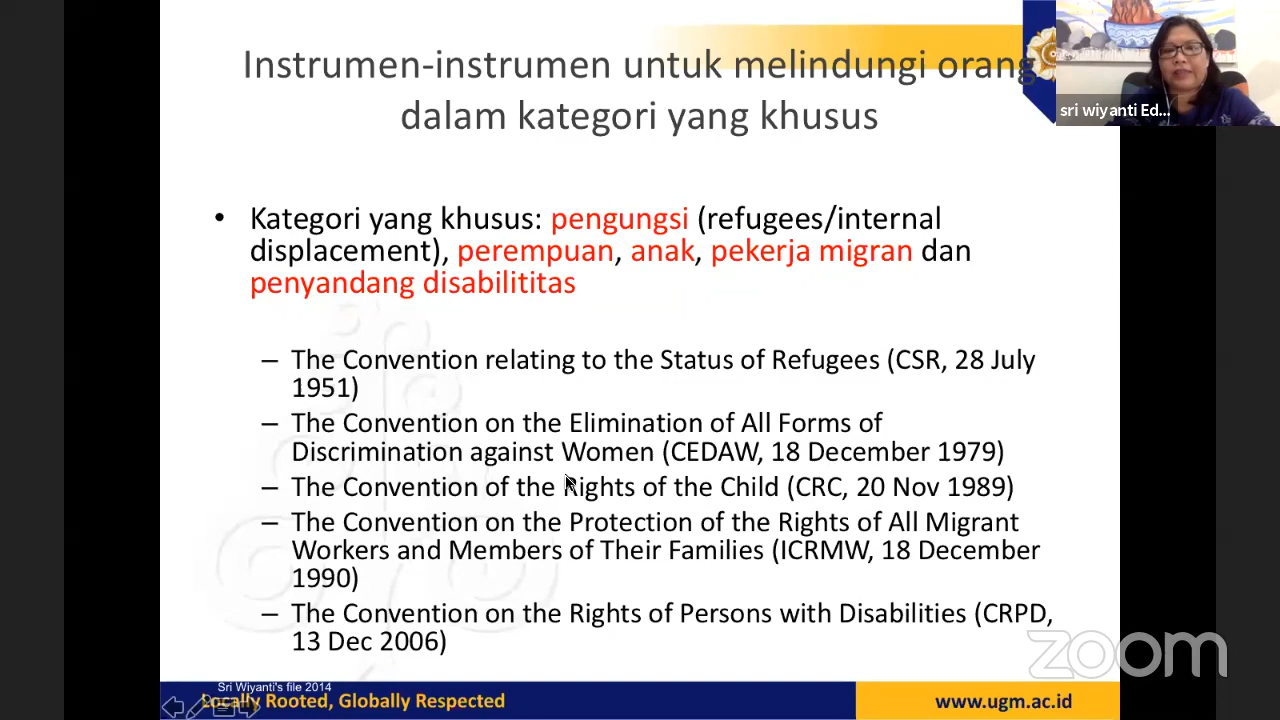 Instrumen-instrumen untuk melindungi orang
dalam kategori yang khusus
sri wiyanti Ed...
• Kategori yang khusus: pengungsi (refugees/internal
displacement), perempuan, anak, pekerja migran dan
penyandang disabilititas
– The Convention relating to the Status of Refugees (CSR, 28 July
1951)
– The Convention on the Elimination of All Forms of
Discrimination against Women (CEDAW, 18 December 1979)
– The Convention of the Rights of the Child (CRC, 20 Nov 1989)
– The Convention on the Protection of the Rights of All Migrant
Workers and Members of Their Families (ICRMW, 18 December
1990)
– The Convention on the Rights of Persons with Disabilities (CRPD,
13 Dec 2006)
zoom
Sri Wiyanti's file 2014
Locally Rooted, Globally Respected
www.ugm.ac.id